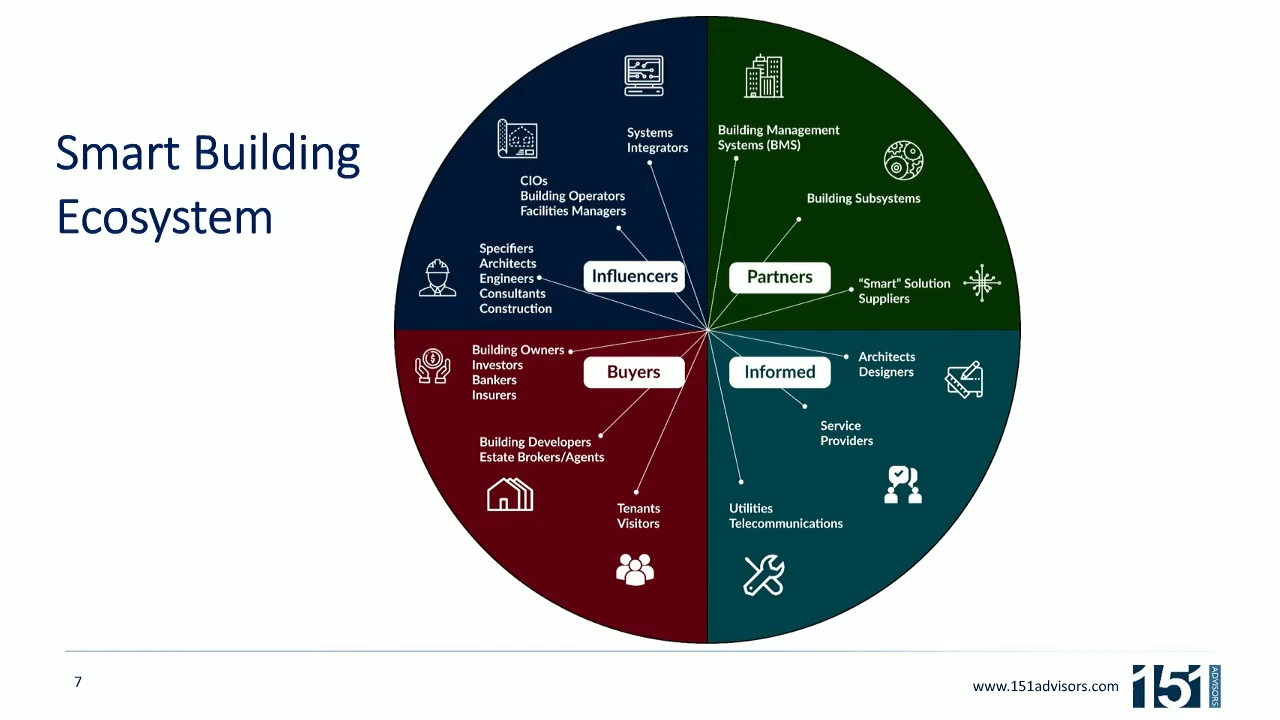 Smart Building
Ecosystem
Systems
Integrators
CIOs
Building Operators
Facilities Managers
Specifiers
Architects
Engineers
Consultants
Construction
Influencers
Building Management
Systems (BMS)
Building Subsystems
Partners
“Smart” Solution
Suppliers
Building Owners
Investors
Bankers
Insurers
Buyers
Building Developers
Estate Brokers/Agents
Tenants
Visitors
Informed
Architects
Designers
Service
Providers
Utilities
Telecommunications
7
www.151advisors.com
151
ADVISORS